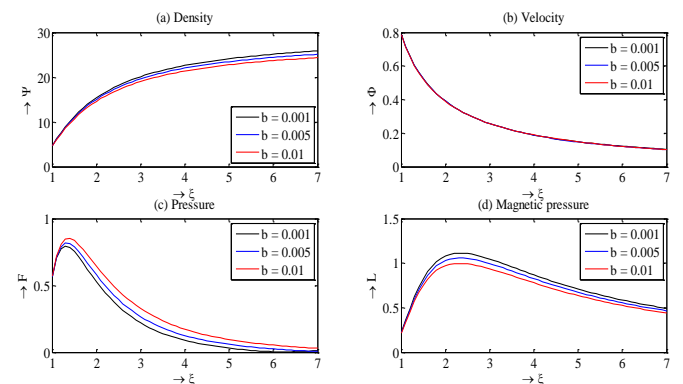 (a) Density
30
20
10
0
→ Ψ
1 2 3 4 5 6 7
→ ξ
b = 0.001
b = 0.005
b = 0.01
(b) Velocity
0.8
0.6
0.4
0.2
0
→ Φ
1 2 3 4 5 6 7
→ ξ
b = 0.001
b = 0.005
b = 0.01
(c) Pressure
1
0.5
0
→ F
1 2 3 4 5 6 7
→ ξ
b = 0.001
b = 0.005
b = 0.01
(d) Magnetic pressure
1.5
1
0.5
0
→ L
1 2 3 4 5 6 7
→ ξ
b = 0.001
b = 0.005
b = 0.01